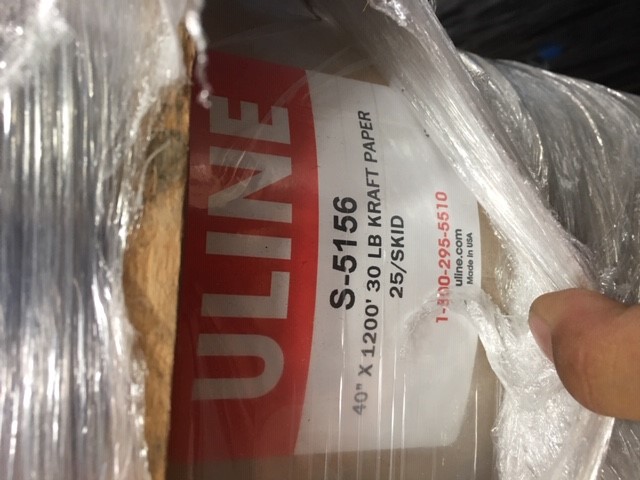 ULINE
S-5156
40" X 1200' 30 LB KRAFT PAPER
25/SKID
1-800-295-5510
uline.com
Made in USA